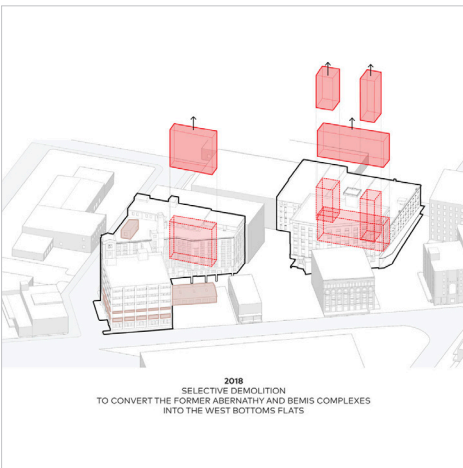 2018
SELECTIVE DEMOLITION
TO CONVERT THE FORMER ABERNATHY AND BEMIS COMPLEXES
INTO THE WEST BOTTOMS FLATS